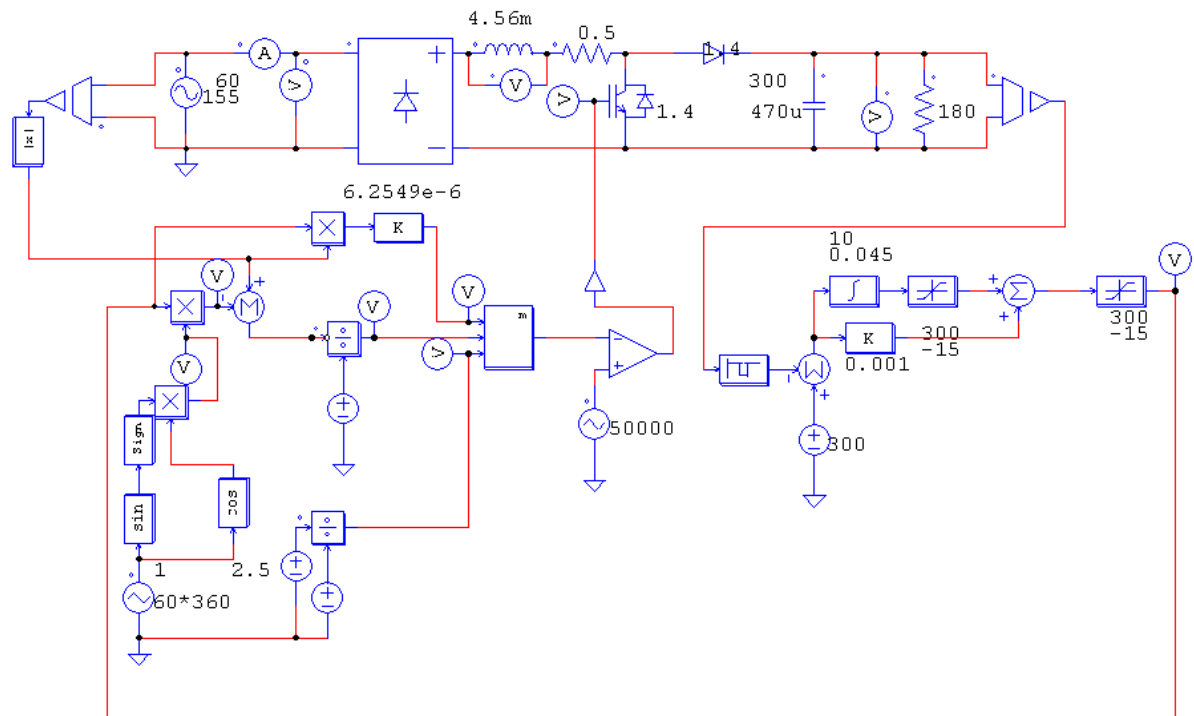 4.56m
0.5
A
60
155
V
V
V
1.4
1 4
300
470u
V
180
|x|
6.2549e-6
K
V
V
V
m
V
V
10
0.045
K
0.001
300
-15
V
300
-15
sign
sin
cos
50000
300
1
2.5
60*360